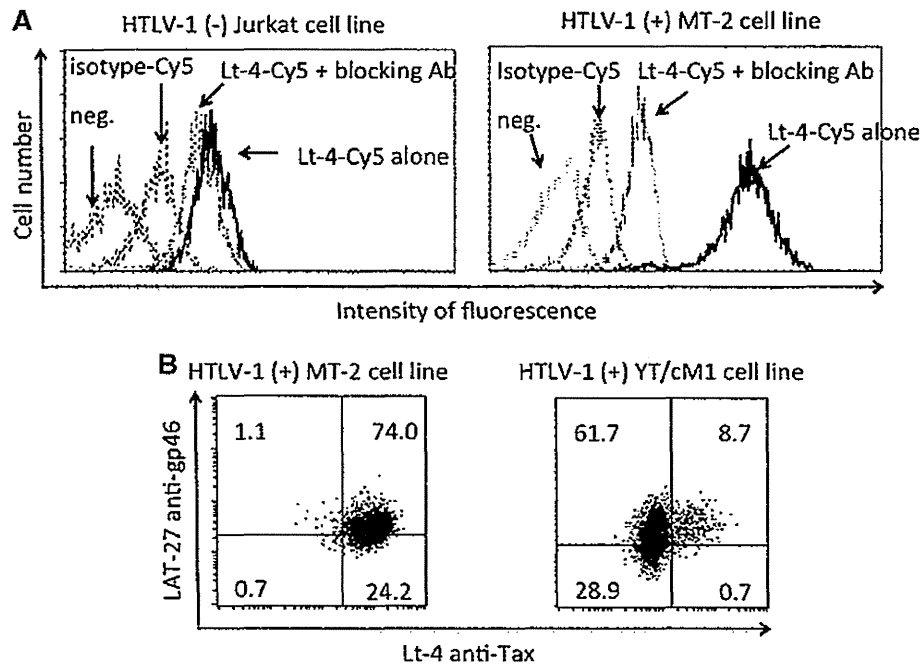 A
HTLV-1 (-) Jurkat cell line
HTLV-1 (+) MT-2 cell line
isotype-Cy5
Lt-4-Cy5 + blocking Ab
neg.
Lt-4-Cy5 alone
Isotype-Cy5
Lt-4-Cy5 + blocking Ab
neg.
Lt-4-Cy5 alone
Cell number
Intensity of fluorescence
B
HTLV-1 (+) MT-2 cell line
HTLV-1 (+) YT/cM1 cell line
1.1
74.0
0.7
24.2
61.7
8.7
28.9
0.7
LAT-27 anti-gp46
Lt-4 anti-Tax